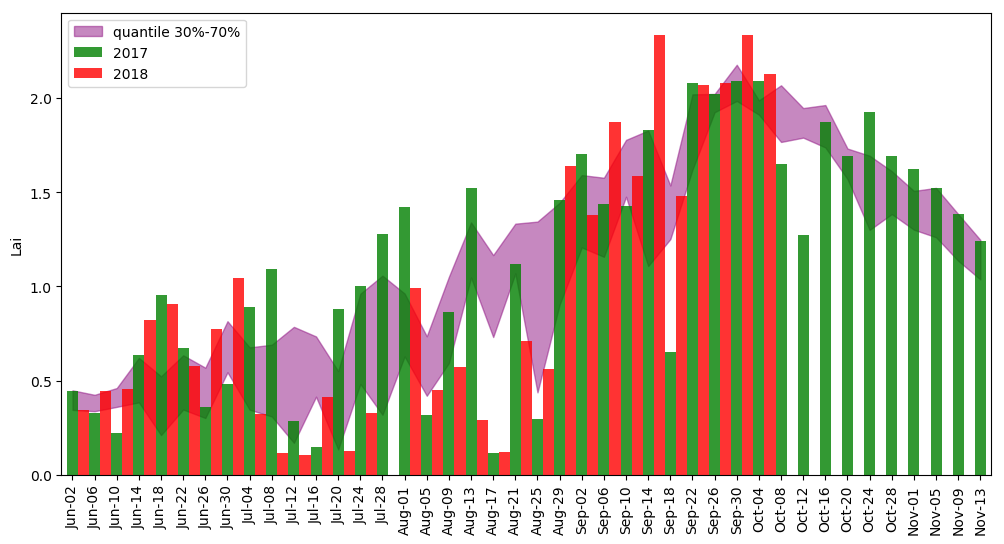 quantile 30%-70%
2017
2018
Lai
2.0
1.5
1.0
0.5
0.0
Jun-02
Jun-06
Jun-10
Jun-14
Jun-18
Jun-22
Jun-26
Jun-30
Jul-04
Jul-08
Jul-12
Jul-16
Jul-20
Jul-24
Jul-28
Aug-01
Aug-05
Aug-09
Aug-13
Aug-17
Aug-21
Aug-25
Aug-29
Sep-02
Sep-06
Sep-10
Sep-14
Sep-18
Sep-22
Sep-26
Sep-30
Oct-04
Oct-08
Oct-12
Oct-16
Oct-20
Oct-24
Oct-28
Nov-01
Nov-05
Nov-09
Nov-13